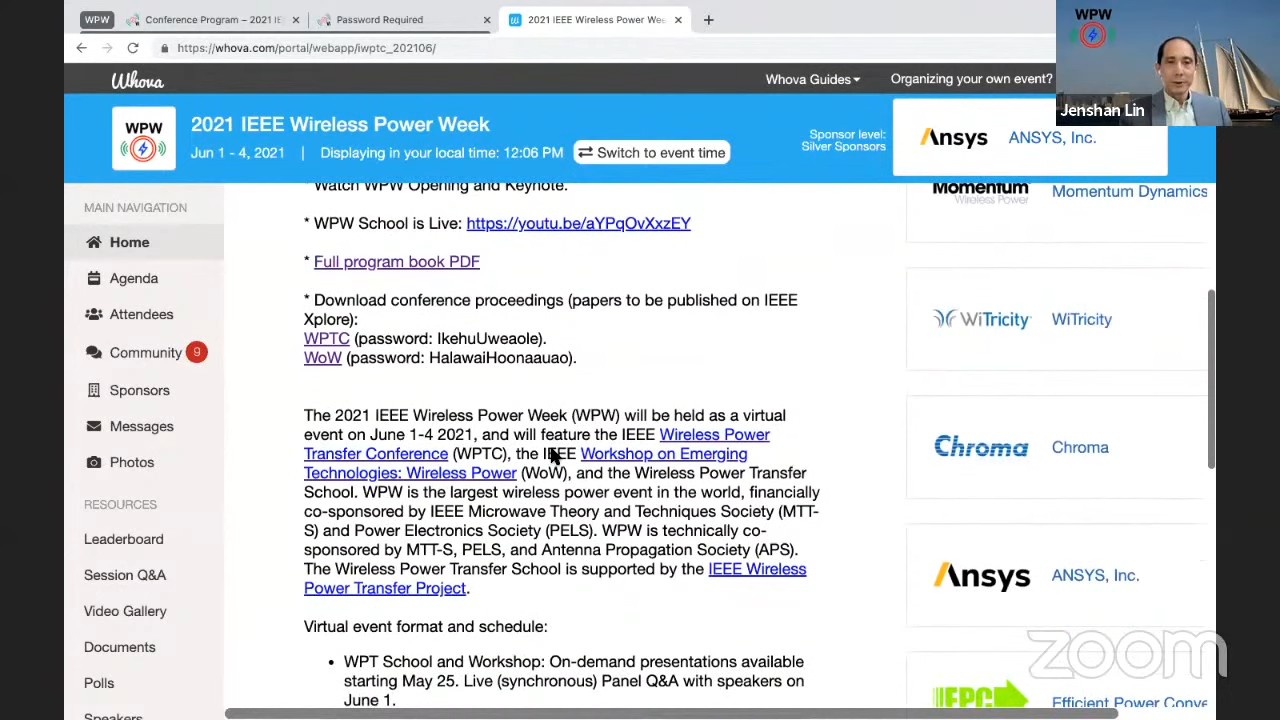 WPW
Conference Program – 2021 IE
Password Required
2021 IEEE Wireless Power Wee
https://whova.com/portal/webapp/iwptc_202106/
WPW
Jenshan Lin
Whova
Whova Guides
Organizing your own event?
WPW
2021 IEEE Wireless Power Week
Jun 1 - 4, 2021 | Displaying in your local time: 12:06 PM
Switch to event time
Sponsor level:
Silver Sponsors
Ansys
ANSYS, Inc.
MAIN NAVIGATION
Home
Agenda
Attendees
Community 9
Sponsors
Messages
Photos
RESOURCES
Leaderboard
Session Q&A
Video Gallery
Documents
Polls
Speakers
* Watch WPW Opening and Keynote.
* WPW School is Live: https://youtu.be/aYPqOvXxzEY
* Full program book PDF
* Download conference proceedings (papers to be published on IEEE
Xplore):
WPTC (password: IkehuUweaole).
WoW (password: HalawaiHoonaauao).
The 2021 IEEE Wireless Power Week (WPW) will be held as a virtual
event on June 1-4 2021, and will feature the IEEE Wireless Power
Transfer Conference (WPTC), the IEEE Workshop on Emerging
Technologies: Wireless Power (WoW), and the Wireless Power Transfer
School. WPW is the largest wireless power event in the world, financially
co-sponsored by IEEE Microwave Theory and Techniques Society (MTT-
S) and Power Electronics Society (PELS). WPW is technically co-
sponsored by MTT-S, PELS, and Antenna Propagation Society (APS).
The Wireless Power Transfer School is supported by the IEEE Wireless
Power Transfer Project.
Virtual event format and schedule:
• WPT School and Workshop: On-demand presentations available
starting May 25. Live (synchronous) Panel Q&A with speakers on
June 1.
Momentum
Wireless Power
Momentum Dynamics
WiTricity
WiTricity
Chroma
Chroma
Ansys
ANSYS, Inc.
EPC
Efficient Power Conve
zoom